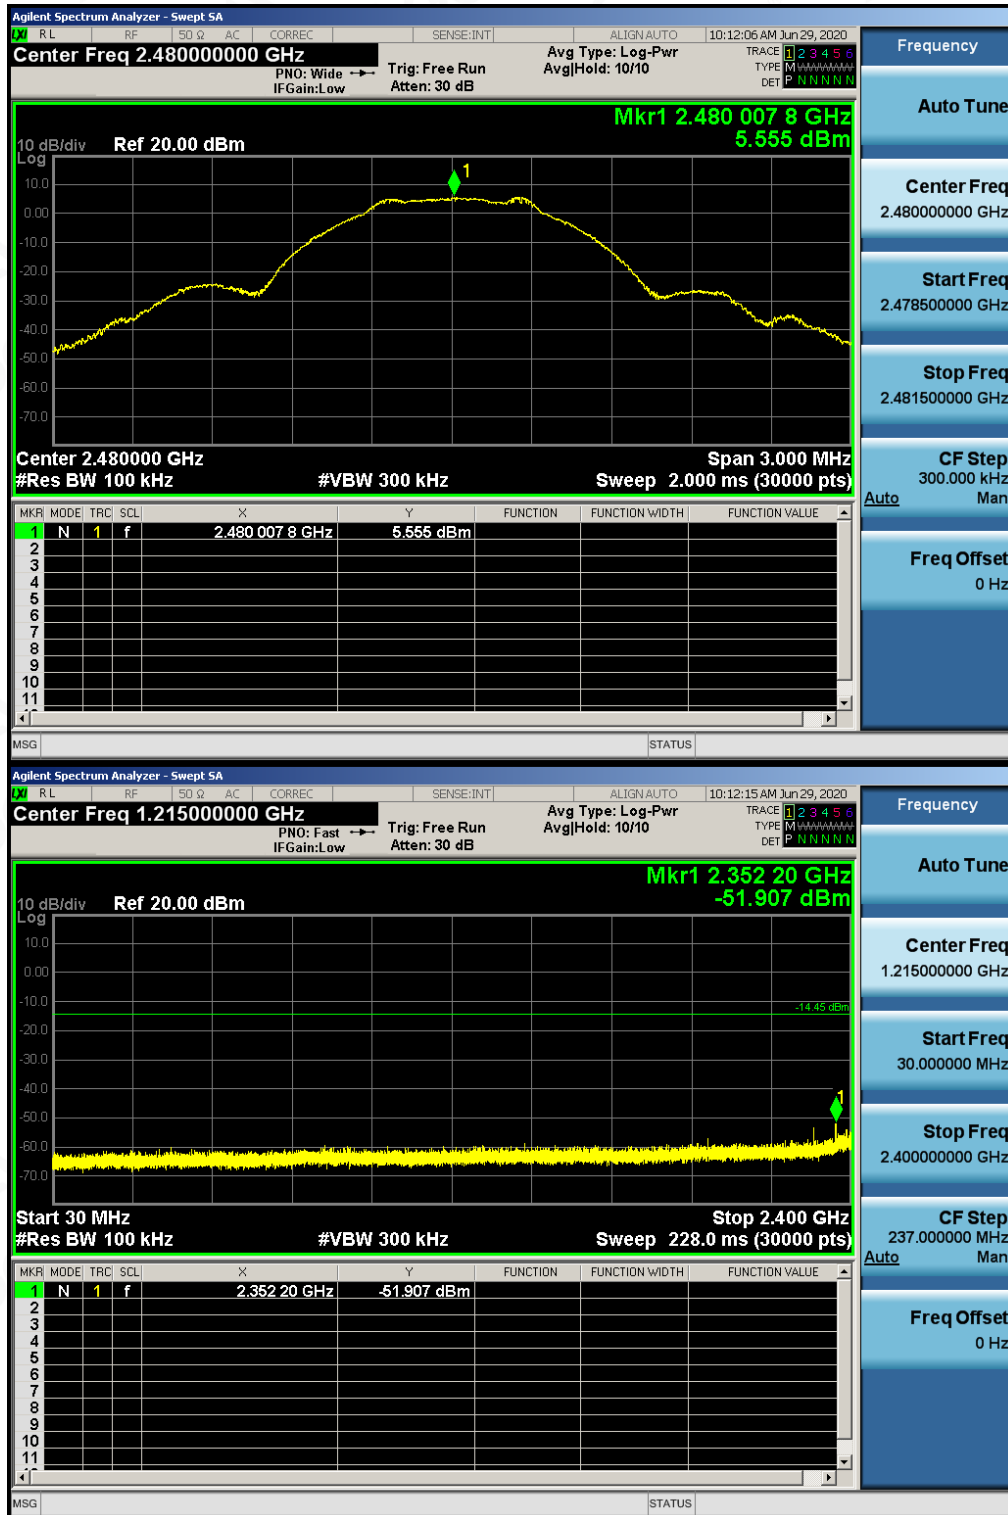 Agilent Spectrum Analyzer - Swept SA
LXI RL RF 50 Ω AC CORREC SENSE:INT ALIGN AUTO 10:12:06 AM Jun 29, 2020
Center Freq 2.480000000 GHz
PNO: Wide
IFGain:Low
Trig: Free Run
Atten: 30 dB
Avg Type: Log-Pwr
Avg|Hold: 10/10
TRACE 1 2 3 4 5 6
TYPE M WWWWW
DET P N N N N N
Mkr1 2.480 007 8 GHz
5.555 dBm
10 dB/div Ref 20.00 dBm
Log
10.0
0.00
-10.0
-20.0
-30.0
-40.0
-50.0
-60.0
-70.0
1
Center 2.480000 GHz Span 3.000 MHz
#Res BW 100 kHz #VBW 300 kHz Sweep 2.000 ms (30000 pts)
MKR MODE TRC SCL X Y FUNCTION FUNCTION WIDTH FUNCTION VALUE
1 N 1 f 2.480 007 8 GHz 5.555 dBm
2
3
4
5
6
7
8
9
10
11
MSG STATUS
Frequency
Auto Tune
Center Freq
2.480000000 GHz
Start Freq
2.478500000 GHz
Stop Freq
2.481500000 GHz
CF Step
300.000 kHz
Auto Man
Freq Offset
0 Hz
Agilent Spectrum Analyzer - Swept SA
LXI RL RF 50 Ω AC CORREC SENSE:INT ALIGN AUTO 10:12:15 AM Jun 29, 2020
Center Freq 1.215000000 GHz
PNO: Fast
IFGain:Low
Trig: Free Run
Atten: 30 dB
Avg Type: Log-Pwr
Avg|Hold: 10/10
TRACE 1 2 3 4 5 6
TYPE M WWWWW
DET P N N N N N
Mkr1 2.352 20 GHz
-51.907 dBm
10 dB/div Ref 20.00 dBm
Log
10.0
0.00
-10.0
-20.0
-30.0
-40.0
-50.0
-60.0
-70.0
-14.45 dBm
1
Start 30 MHz Stop 2.400 GHz
#Res BW 100 kHz #VBW 300 kHz Sweep 228.0 ms (30000 pts)
MKR MODE TRC SCL X Y FUNCTION FUNCTION WIDTH FUNCTION VALUE
1 N 1 f 2.352 20 GHz -51.907 dBm
2
3
4
5
6
7
8
9
10
11
MSG STATUS
Frequency
Auto Tune
Center Freq
1.215000000 GHz
Start Freq
30.000000 MHz
Stop Freq
2.400000000 GHz
CF Step
237.000000 MHz
Auto Man
Freq Offset
0 Hz